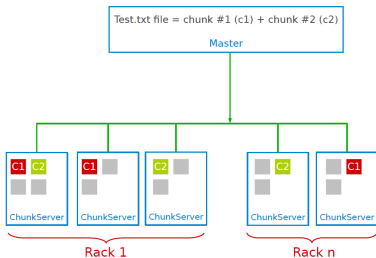 Test.txt file = chunk #1 (c1) + chunk #2 (c2)
Master
C1 C2 C1 C2 C2 C1
ChunkServer ChunkServer ChunkServer ChunkServer ChunkServer
Rack 1 Rack n